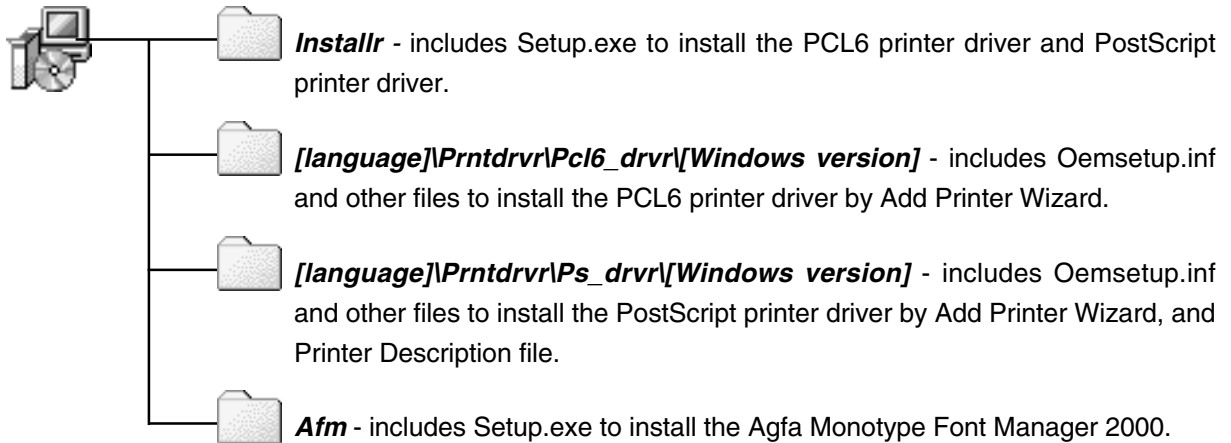 Installr - includes Setup.exe to install the PCL6 printer driver and PostScript
printer driver.
[language]\Prntdrvr\Pcl6_drvr\[Windows version] - includes Oemsetup.inf
and other files to install the PCL6 printer driver by Add Printer Wizard.
[language]\Prntdrvr\Ps_drvr\[Windows version] - includes Oemsetup.inf
and other files to install the PostScript printer driver by Add Printer Wizard, and
Printer Description file.
Afm - includes Setup.exe to install the Agfa Monotype Font Manager 2000.